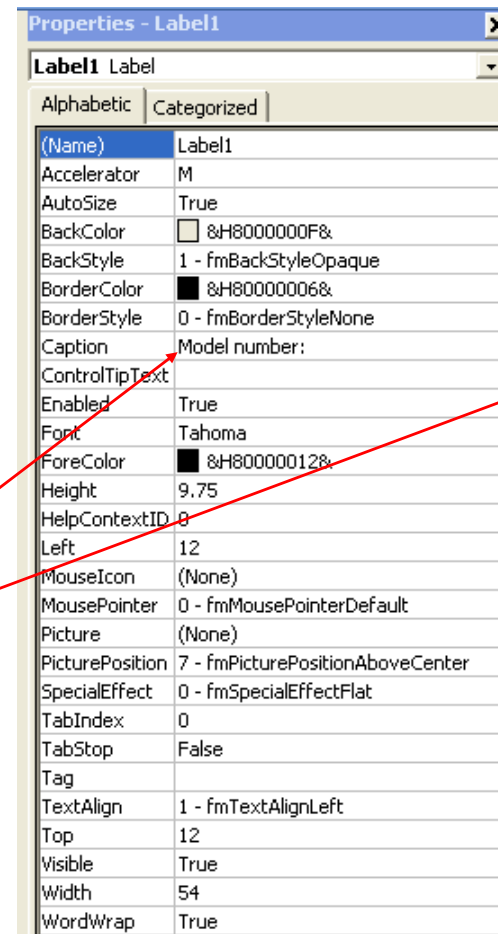 Properties - Label1
Label1 Label
Alphabetic Categorized
(Name) Label1
Accelerator M
AutoSize True
BackColor &H8000000F&
BackStyle 1 - fmBackStyleOpaque
BorderColor &H80000006&
BorderStyle 0 - fmBorderStyleNone
Caption Model number:
ControlTipText
Enabled True
Font Tahoma
ForeColor &H80000012&
Height 9.75
HelpContextID 0
Left 12
MouseIcon (None)
MousePointer 0 - fmMousePointerDefault
Picture (None)
PicturePosition 7 - fmPicturePositionAboveCenter
SpecialEffect 0 - fmSpecialEffectFlat
TabIndex 0
TabStop False
Tag
TextAlign 1 - fmTextAlignLeft
Top 12
Visible True
Width 54
WordWrap True